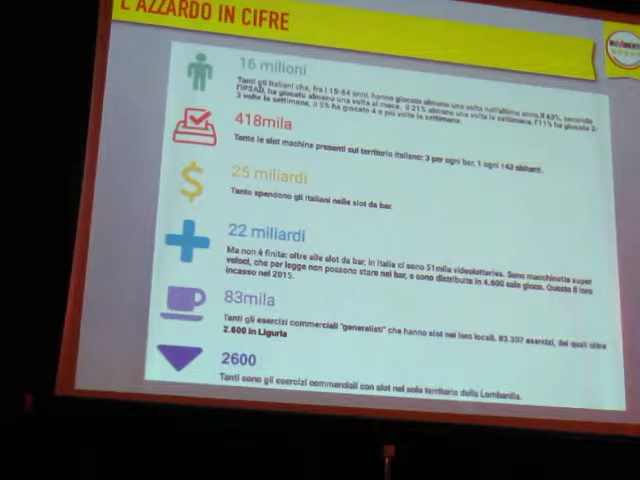 L'AZZARDO IN CIFRE
16 milioni
Tanti gli italiani che, fra i 15-64 anni, hanno giocato almeno una volta nell'ultimo anno. Il 63%, secondo
l'IPSAD, ha giocato almeno una volta al mese, il 21% almeno una volta a settimana, l'11% ha giocato 2-
3 volte la settimana, il 5% ha giocato 4 o più volte la settimana.
418mila
Tante le slot machine presenti sul territorio italiano: 3 per ogni bar, 1 ogni 143 abitanti.
25 miliardi
Tanto spendono gli italiani nelle slot da bar.
22 miliardi
Ma non è finita: oltre alle slot da bar, in Italia ci sono 51mila videolotteries. Sono macchinette super
veloci, che per legge non possono stare nei bar, e sono distribuite in 4.600 sale gioco. Questo il loro
incasso nel 2015.
83mila
Tanti gli esercizi commerciali "generalisti" che hanno slot nei loro locali. 83.307 esercizi, dei quali oltre
2.600 in Liguria
2600
Tanti sono gli esercizi commerciali con slot nel solo territorio della Lombardia.